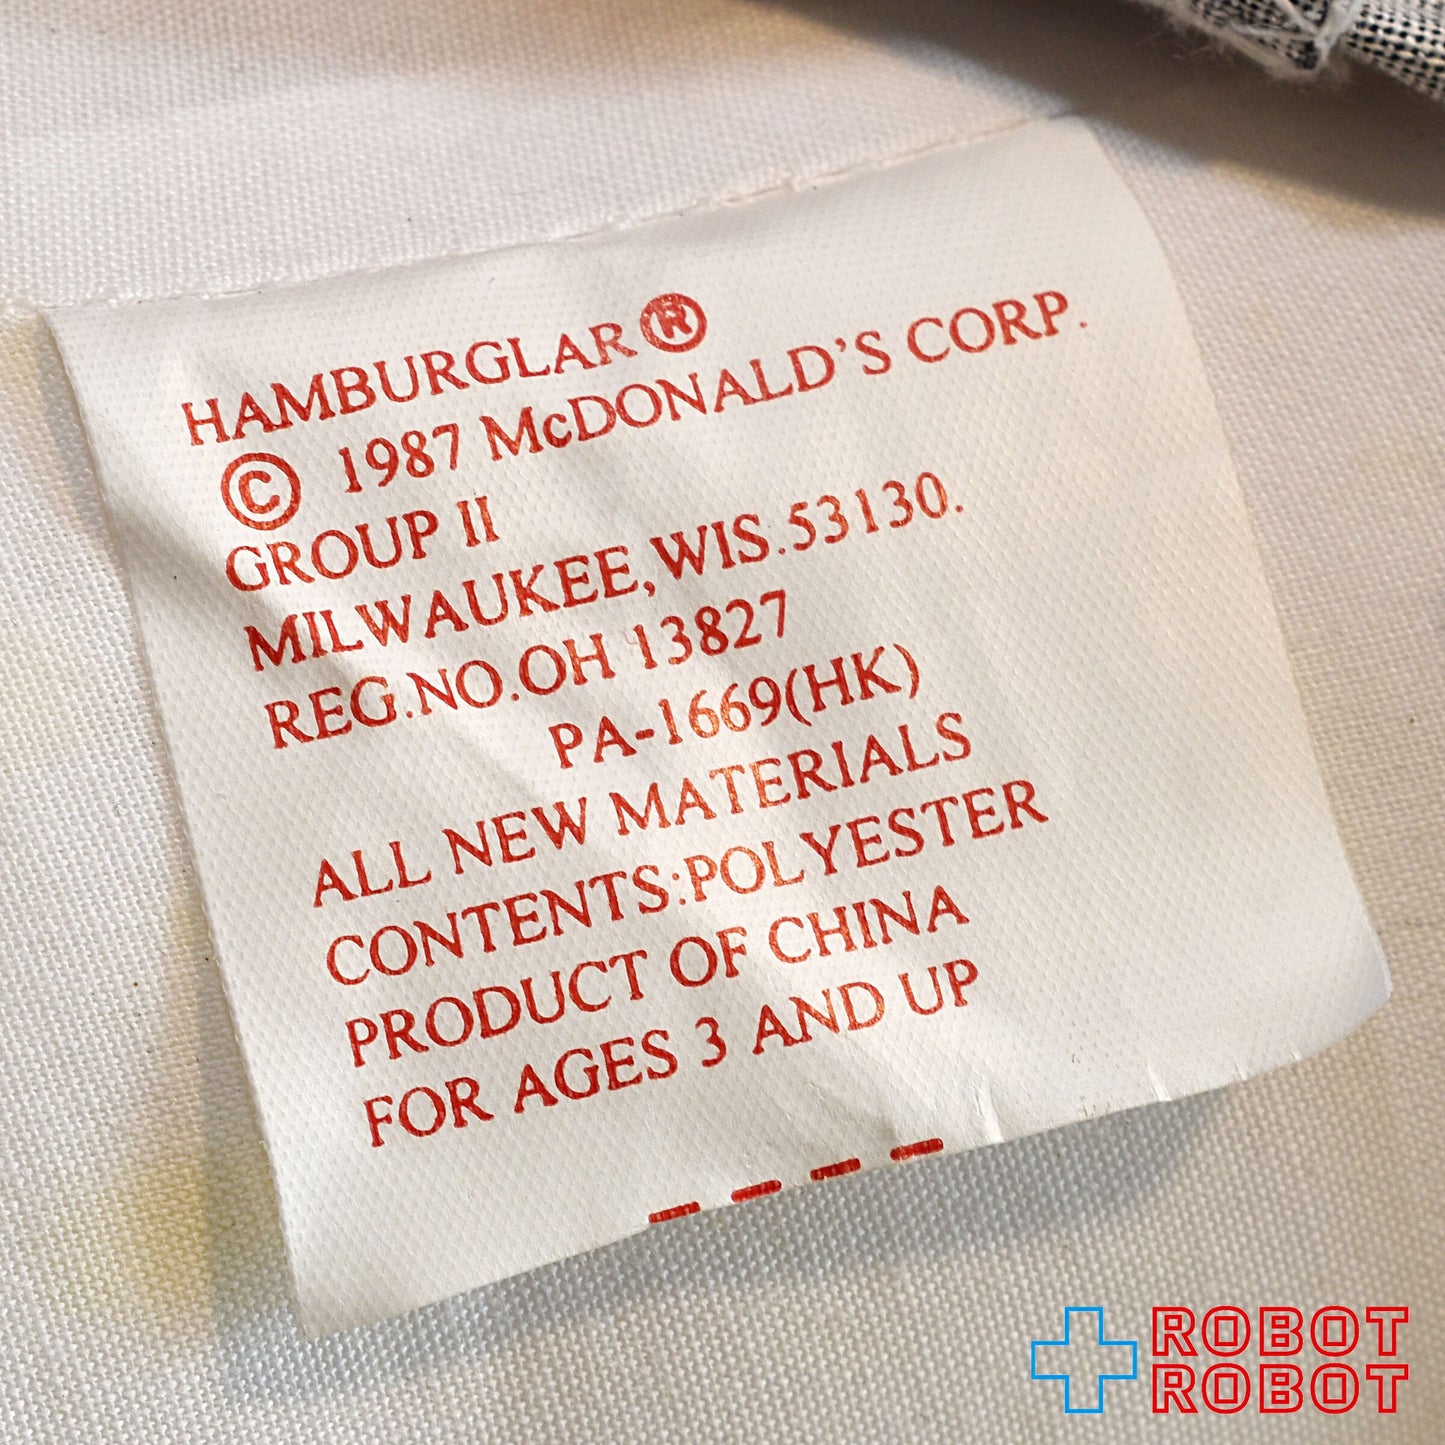 HAMBURGLAR®
© 1987 McDONALD'S CORP.
GROUP II
MILWAUKEE,WIS.53130.
REG.NO.OH 13827
PA-1669(HK)
ALL NEW MATERIALS
CONTENTS:POLYESTER
PRODUCT OF CHINA
FOR AGES 3 AND UP
ROBOT
ROBOT